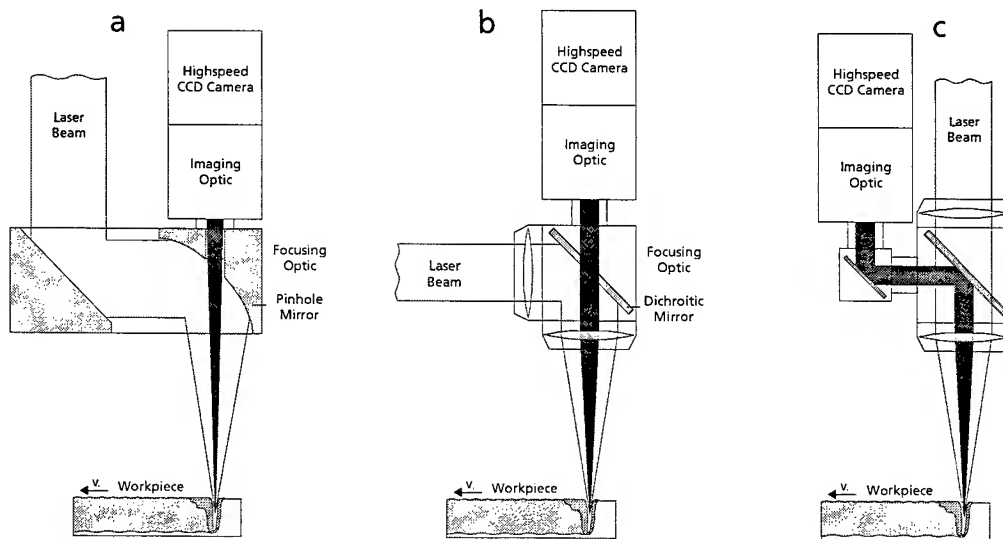 a
Highspeed
CCD Camera
Laser
Beam
Imaging
Optic
Focusing
Optic
Pinhole
Mirror
v.
Workpiece
b
Highspeed
CCD Camera
Imaging
Optic
Laser
Beam
Focusing
Optic
Dichroitic
Mirror
v.
Workpiece
c
Highspeed
CCD Camera
Laser
Beam
Imaging
Optic
v.
Workpiece